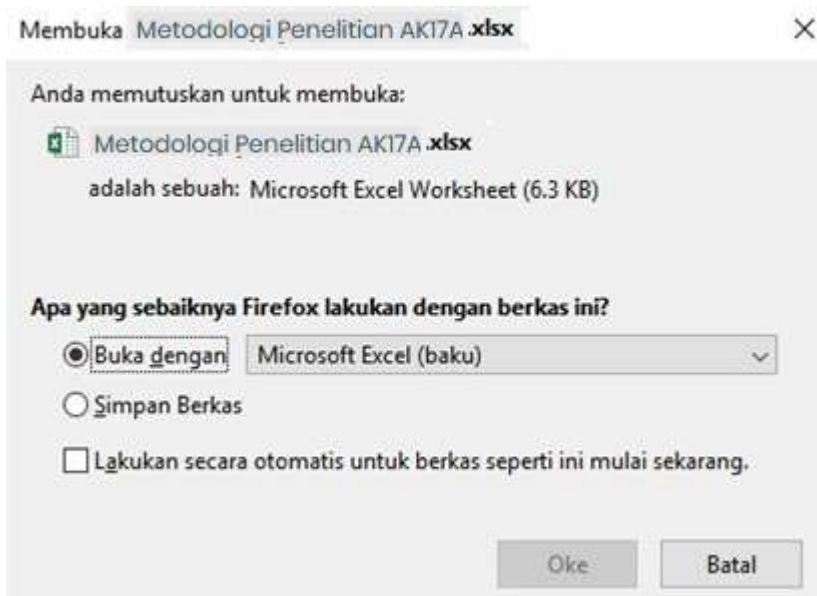 Membuka Metodologi Penelitian AK17A.xlsx
Anda memutuskan untuk membuka:
Metodologi Penelitian AK17A.xlsx
adalah sebuah: Microsoft Excel Worksheet (6.3 KB)
Apa yang sebaiknya Firefox lakukan dengan berkas ini?
Buka dengan Microsoft Excel (baku)
Simpan Berkas
Lakukan secara otomatis untuk berkas seperti ini mulai sekarang.
Oke Batal